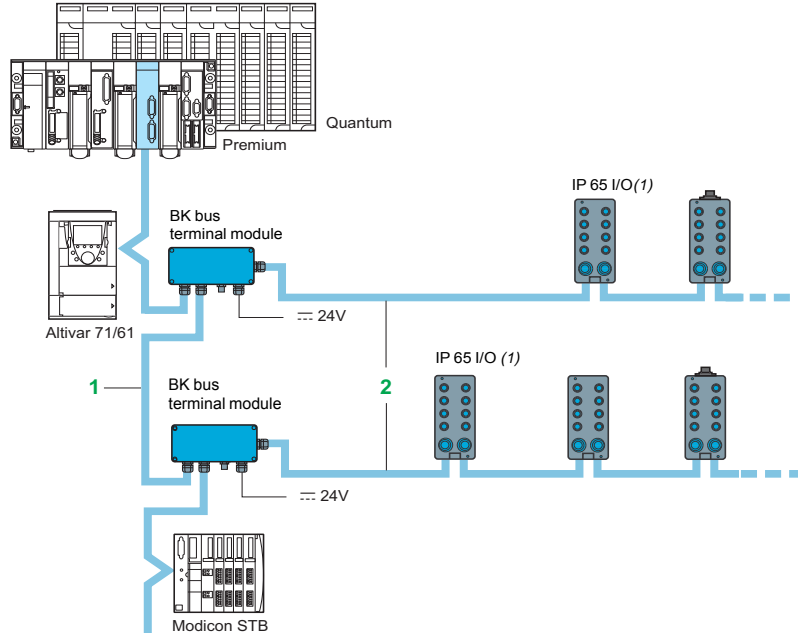 Quantum
Premium
IP 65 I/O(1)
BK bus
terminal module
24V
Altivar 71/61
IP 65 I/O (1)
1
2
BK bus
terminal module
24V
Modicon STB